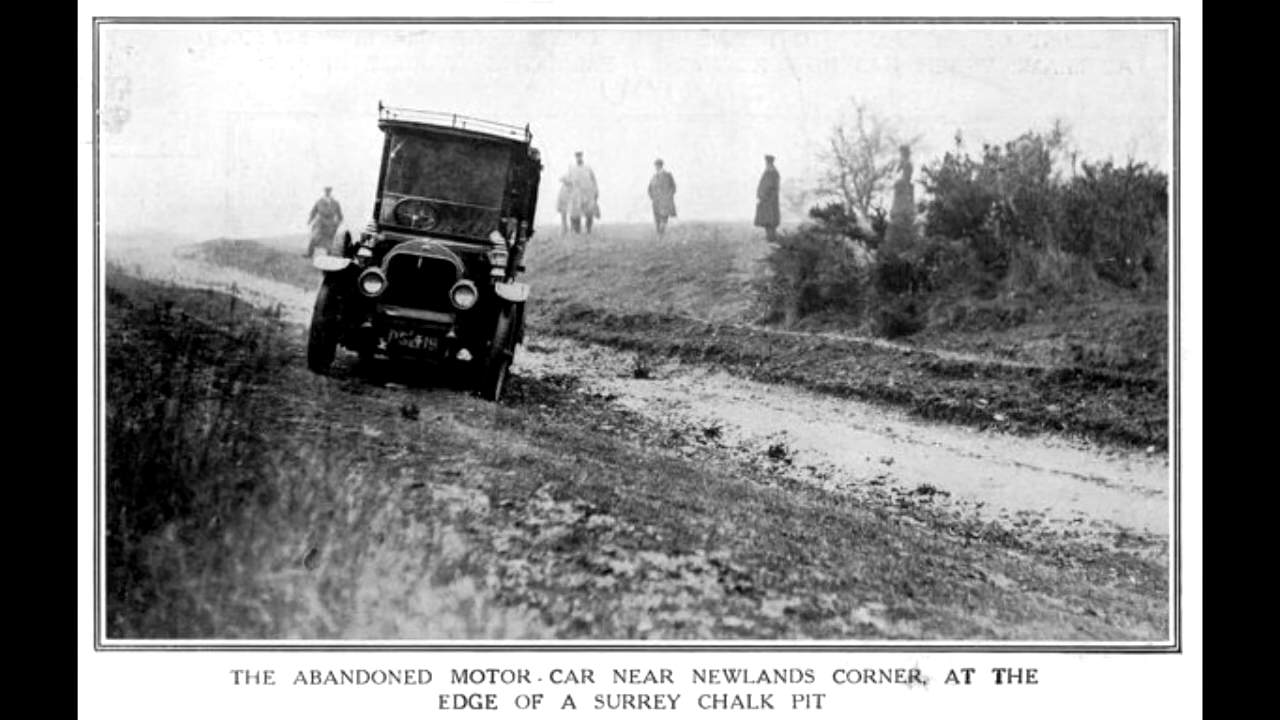 THE ABANDONED MOTOR-CAR NEAR NEWLANDS CORNER, AT THE
EDGE OF A SURREY CHALK PIT